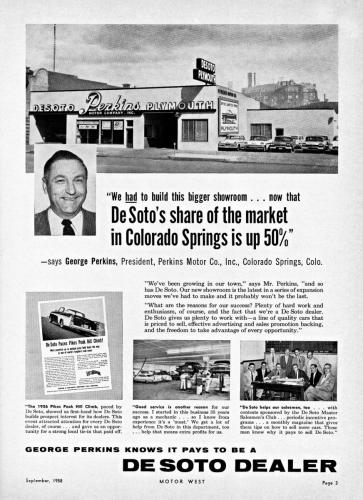 DE SOTO
PLYMOUTH
DESOTO Perkins PLYMOUTH
MOTOR COMPANY, INC.
PLYMOUTH
"We had to build this bigger showroom . . . now that
De Soto's share of the market
in Colorado Springs is up 50%"
—says George Perkins, President, Perkins Motor Co., Inc., Colorado Springs, Colo.
"We've been growing in our town," says Mr. Perkins, "and so
has De Soto. Our new showroom is the latest in a series of expansion
moves we've had to make and it probably won't be the last.
"What are the reasons for our success? Plenty of hard work and
enthusiasm, of course, and the fact that we're a De Soto dealer.
De Soto gives us plenty to work with—a line of quality cars that
is priced to sell, effective advertising and sales promotion backing,
and the freedom to take advantage of every opportunity."
De Soto Paces Pikes Peak Hill Climb!
"The 1956 Pikes Peak Hill Climb, paced by
De Soto, showed us first-hand how De Soto
builds prospect interest for its dealers. This
event attracted attention for every De Soto
dealer, of course . . . and gave us an oppor-
tunity for a strong local tie-in that paid off.
"Good service is another reason for our
success. I started in this business 35 years
ago as a mechanic . . . so I know from
experience it's a 'must.' We get a lot of
help from De Soto in this department, too
. . . help that means extra profits for us.
"De Soto helps our salesmen, too . . . with
contests sponsored by the De Soto Master
Salesmen's Club . . . periodic incentive pro-
grams . . . a monthly magazine that gives
them tips on how to sell more cars. These
men know why it pays to sell De Soto."
GEORGE PERKINS KNOWS IT PAYS TO BE A
DE SOTO DEALER
September, 1958
MOTOR WEST
Page 3